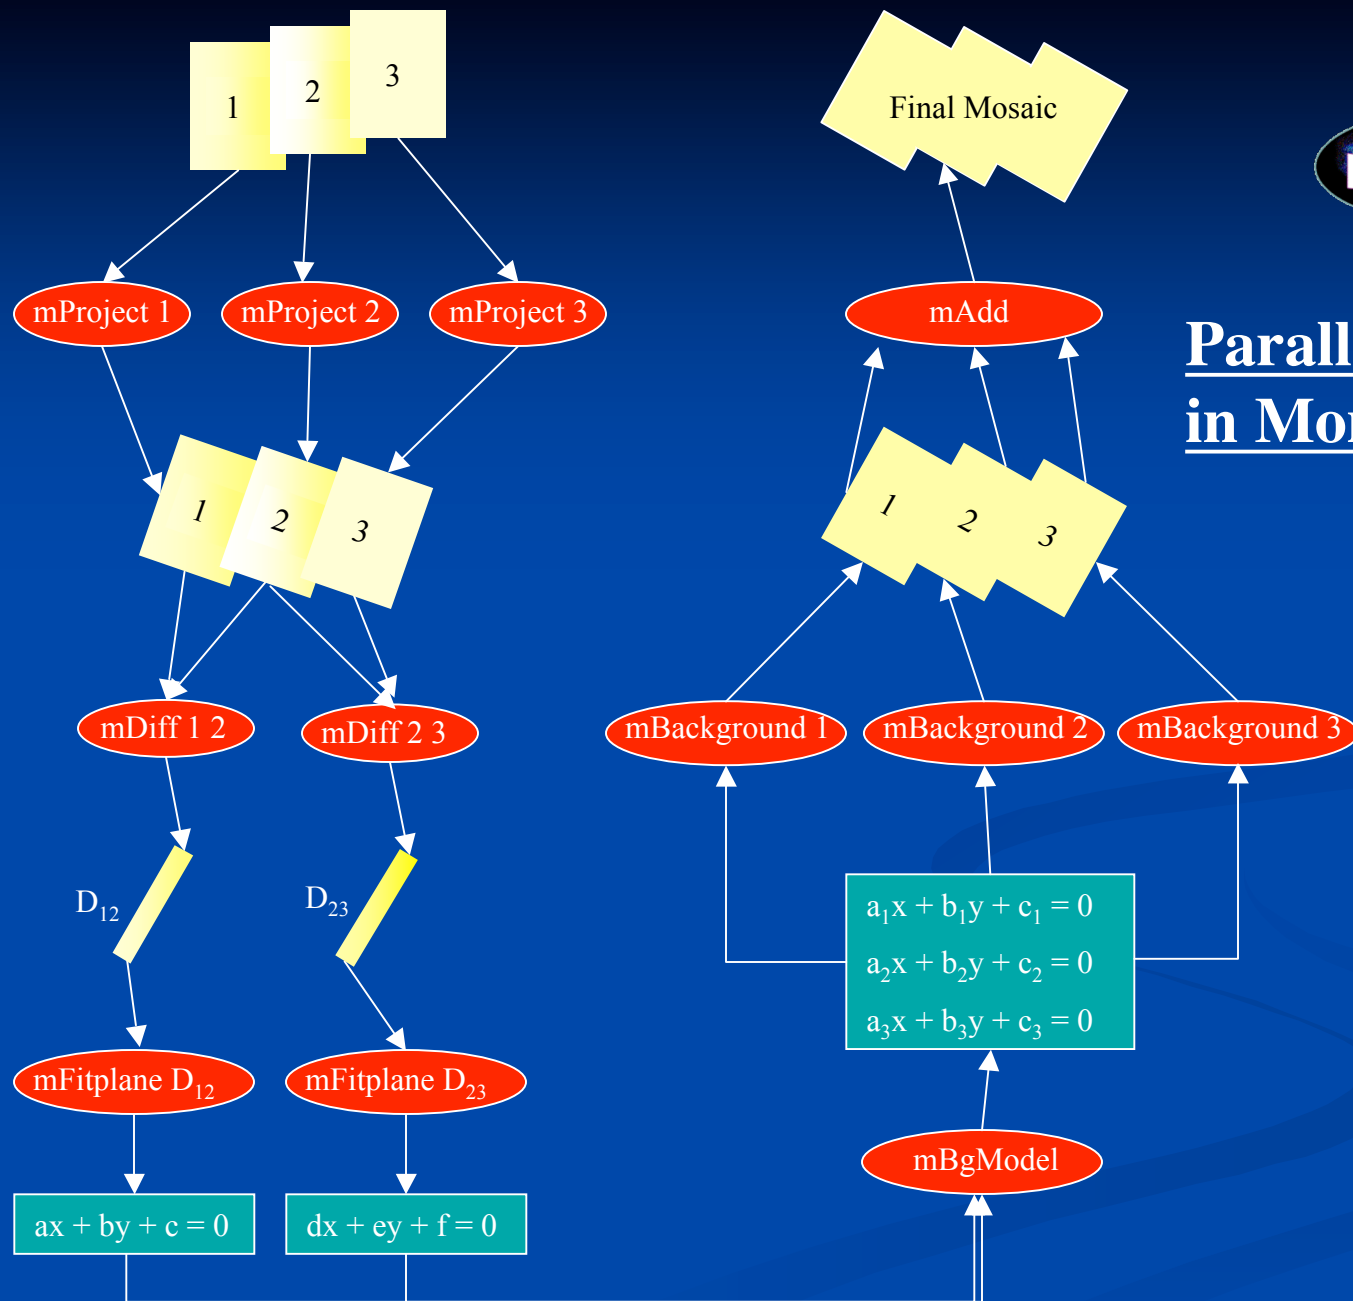 1
2
3
mProject 1
mProject 2
mProject 3
1
2
3
mDiff 1 2
mDiff 2 3
D₁₂
D₂₃
mFitplane D₁₂
mFitplane D₂₃
ax + by + c = 0
dx + ey + f = 0
Final Mosaic
mAdd
1
2
3
mBackground 1
mBackground 2
mBackground 3
a₁x + b₁y + c₁ = 0
a₂x + b₂y + c₂ = 0
a₃x + b₃y + c₃ = 0
mBgModel
Parall
in Mo